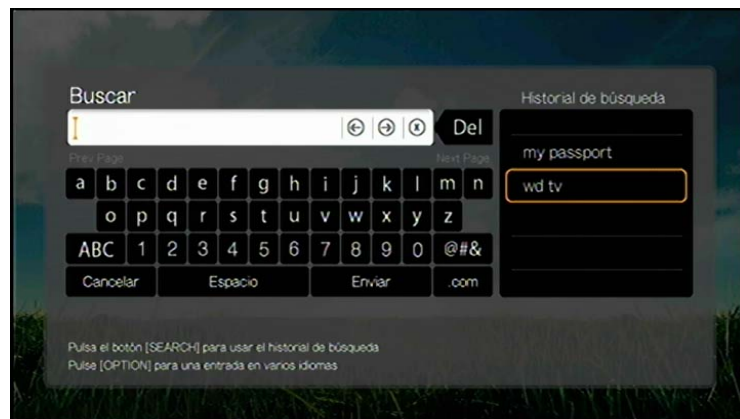 Buscar
Historial de búsqueda
Del
Prev Page
Next Page
my passport
wd tv
a b c d e f g h i j k l m n
o p q r s t u v w x y z
ABC 1 2 3 4 5 6 7 8 9 0 @#&
Cancelar Espacio Enviar .com
Pulsa el botón [SEARCH] para usar el historial de búsqueda
Pulse [OPTION] para una entrada en varios idiomas